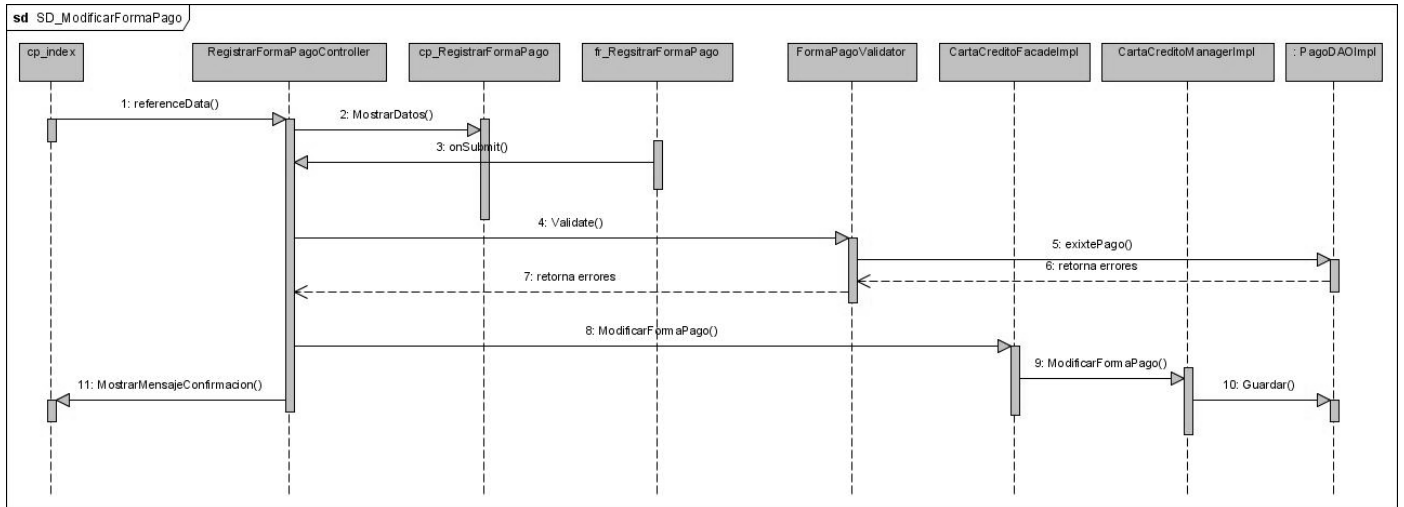 sd SD_ModificarFormaPago
cp_index
RegistrarFormaPagoController
cp_RegistrarFormaPago
fr_RegsitrarFormaPago
FormaPagoValidator
CartaCreditoFacadeImpl
CartaCreditoManagerImpl
: PagoDAOImpl
1: referenceData()
2: MostrarDatos()
3: onSubmit()
4: Validate()
5: exixtePago()
6: retorna errores
7: retorna errores
8: ModificarFormaPago()
9: ModificarFormaPago()
10: Guardar()
11: MostrarMensajeConfirmacion()